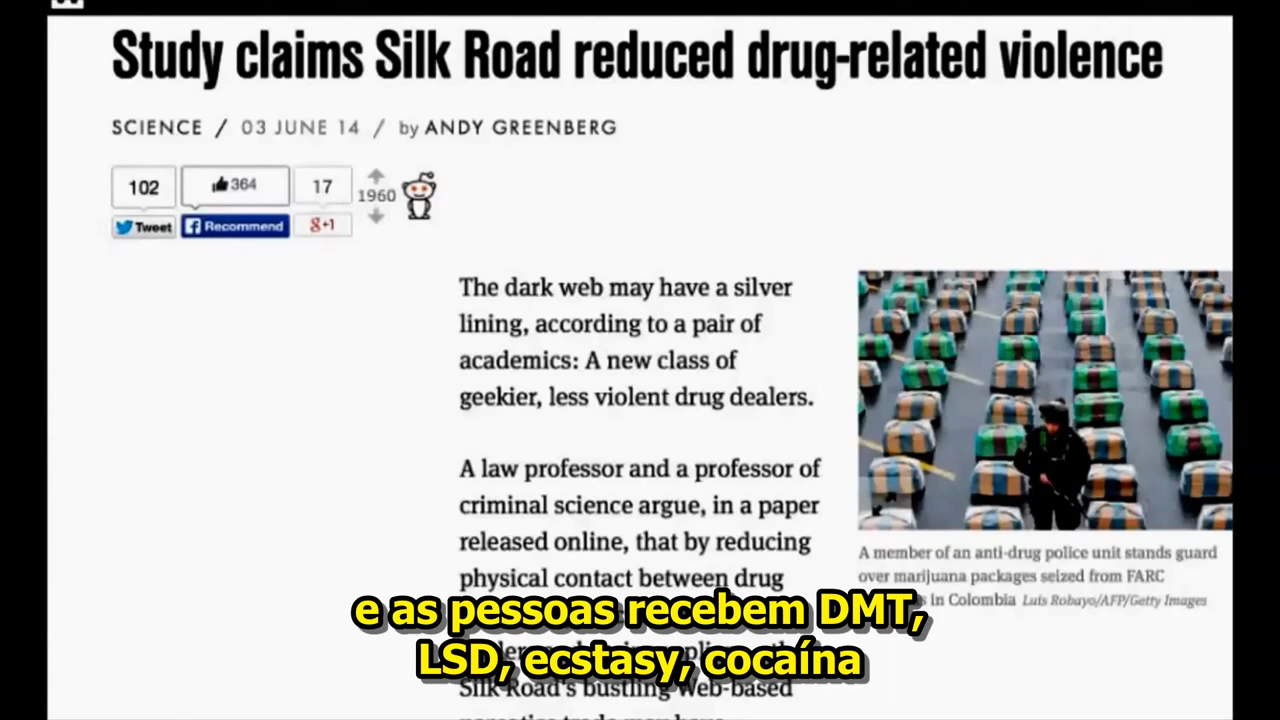 Study claims Silk Road reduced drug-related violence
SCIENCE / 03 JUNE 14 / by ANDY GREENBERG
102
364
17
1960
Tweet
Recommend
g+1
The dark web may have a silver
lining, according to a pair of
academics: A new class of
geekier, less violent drug dealers.
A law professor and a professor of
criminal science argue, in a paper
released online, that by reducing
physical contact between drug
Silk Road's bustling Web-based
A member of an anti-drug police unit stands guard
over marijuana packages seized from FARC
in Colombia Luis Robayo/AFP/Getty Images
e as pessoas recebem DMT,
LSD, ecstasy, cocaína